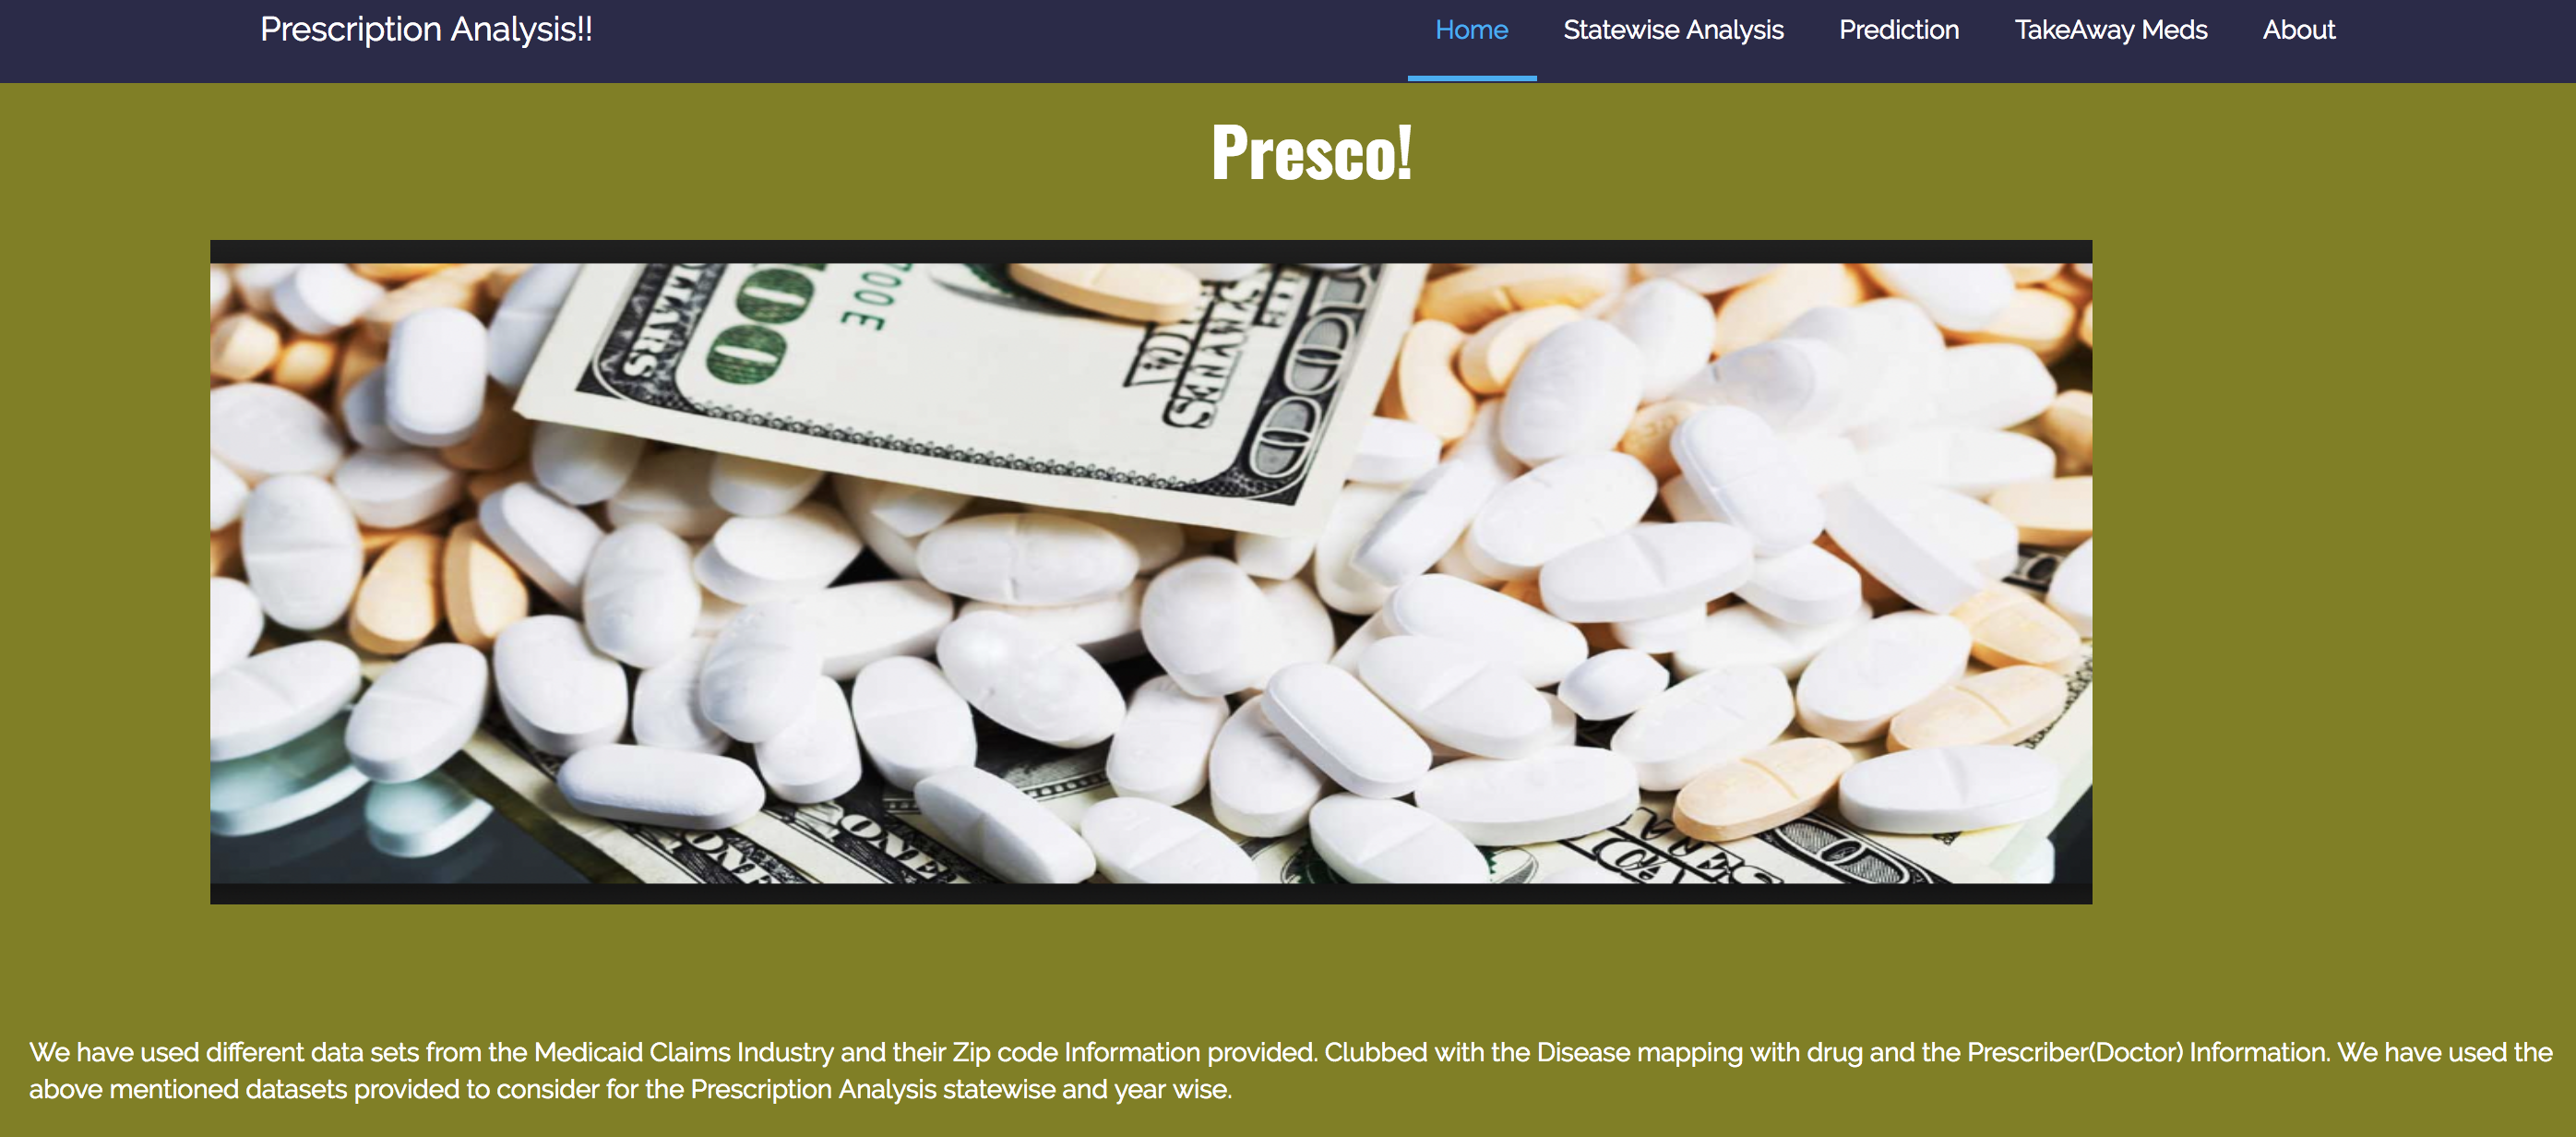 Prescription Analysis!!
Home Statewise Analysis Prediction TakeAway Meds About
Presco!
100
ONE
ONE
We have used different data sets from the Medicaid Claims Industry and their Zip code Information provided. Clubbed with the Disease mapping with drug and the Prescriber(Doctor) Information. We have used the
above mentioned datasets provided to consider for the Prescription Analysis statewise and year wise.